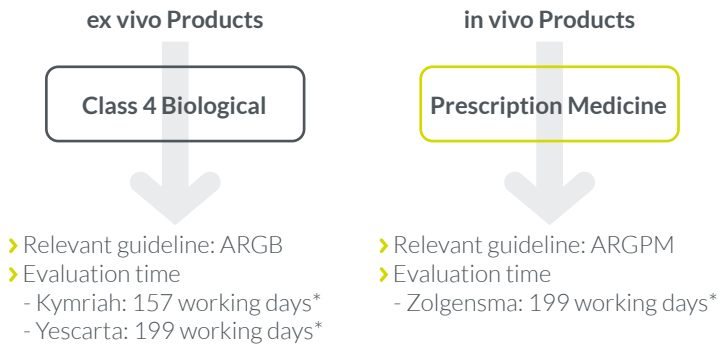 ex vivo Products
Class 4 Biological
Relevant guideline: ARGB
Evaluation time
- Kymriah: 157 working days*
- Yescarta: 199 working days*
in vivo Products
Prescription Medicine
Relevant guideline: ARGPM
Evaluation time
- Zolgensma: 199 working days*